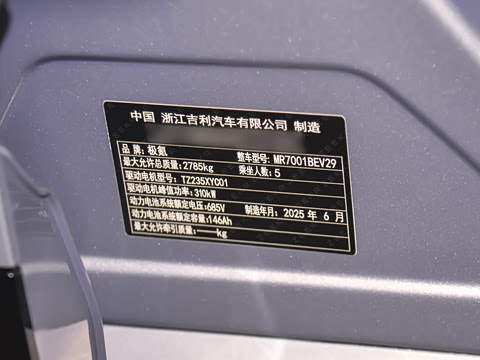 中国 浙江吉利汽车有限公司 制造
品牌:极氪 整车型号:MR7001BEV29
最大允许总质量:2785kg 乘坐人数:5
驱动电机型号:TZ235XYC01
驱动电机峰值功率:310kW
动力电池系统额定电压:685V 制造年月:2025 年 6 月
动力电池系统额定容量:146Ah
最大允许牵引质量:——kg